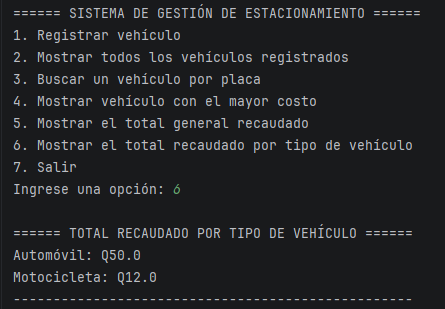 ====== SISTEMA DE GESTIÓN DE ESTACIONAMIENTO ======
1. Registrar vehículo
2. Mostrar todos los vehículos registrados
3. Buscar un vehículo por placa
4. Mostrar vehículo con el mayor costo
5. Mostrar el total general recaudado
6. Mostrar el total recaudado por tipo de vehículo
7. Salir
Ingrese una opción: 6
====== TOTAL RECAUDADO POR TIPO DE VEHÍCULO ======
Automóvil: Q50.0
Motocicleta: Q12.0
--------------------------------------------------